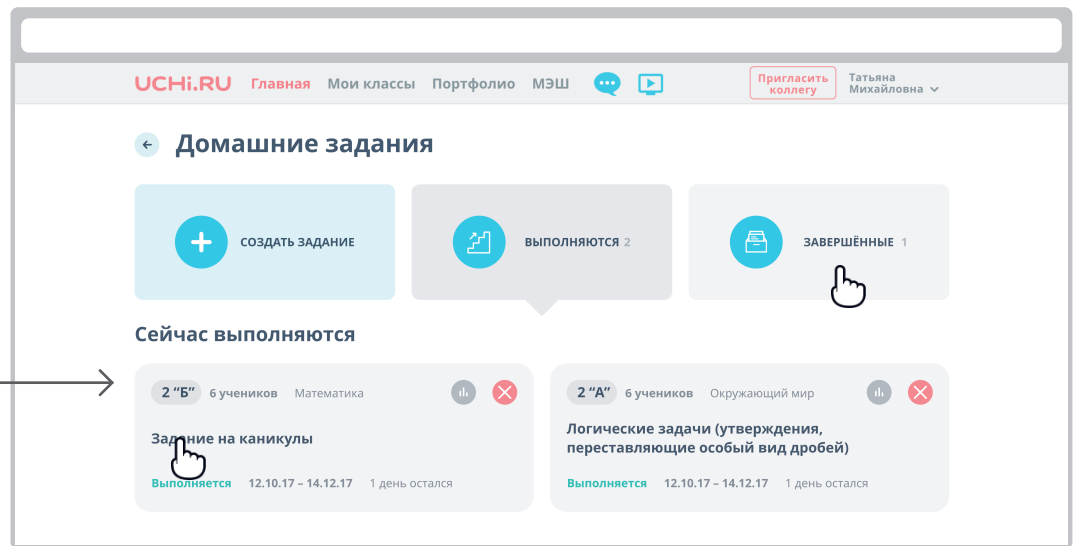 UCHi.RU Главная Мои классы Портфолио МЭШ
Пригласить коллегу
Татьяна Михайловна
Домашние задания
СОЗДАТЬ ЗАДАНИЕ
ВЫПОЛНЯЮТСЯ 2
ЗАВЕРШЁННЫЕ 1
Сейчас выполняются
2 “Б” 6 учеников Математика
Задание на каникулы
Выполняется 12.10.17 – 14.12.17 1 день остался
2 “А” 6 учеников Окружающий мир
Логические задачи (утверждения,
переставляющие особый вид дробей)
Выполняется 12.10.17 – 14.12.17 1 день остался